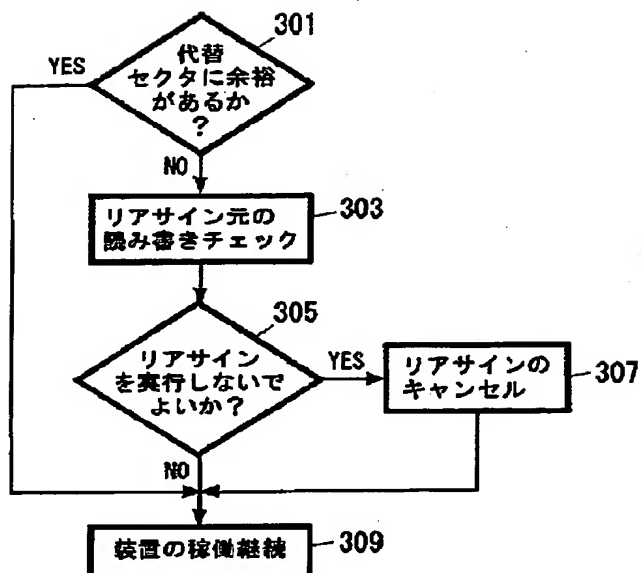 301
代替
セクタに余裕
があるか
?
YES
NO
リアサイン元の
読み書きチェック
303
305
リアサイン
を実行しないで
よいか?
YES
リアサインの
キャンセル
307
NO
装置の稼働継続
309